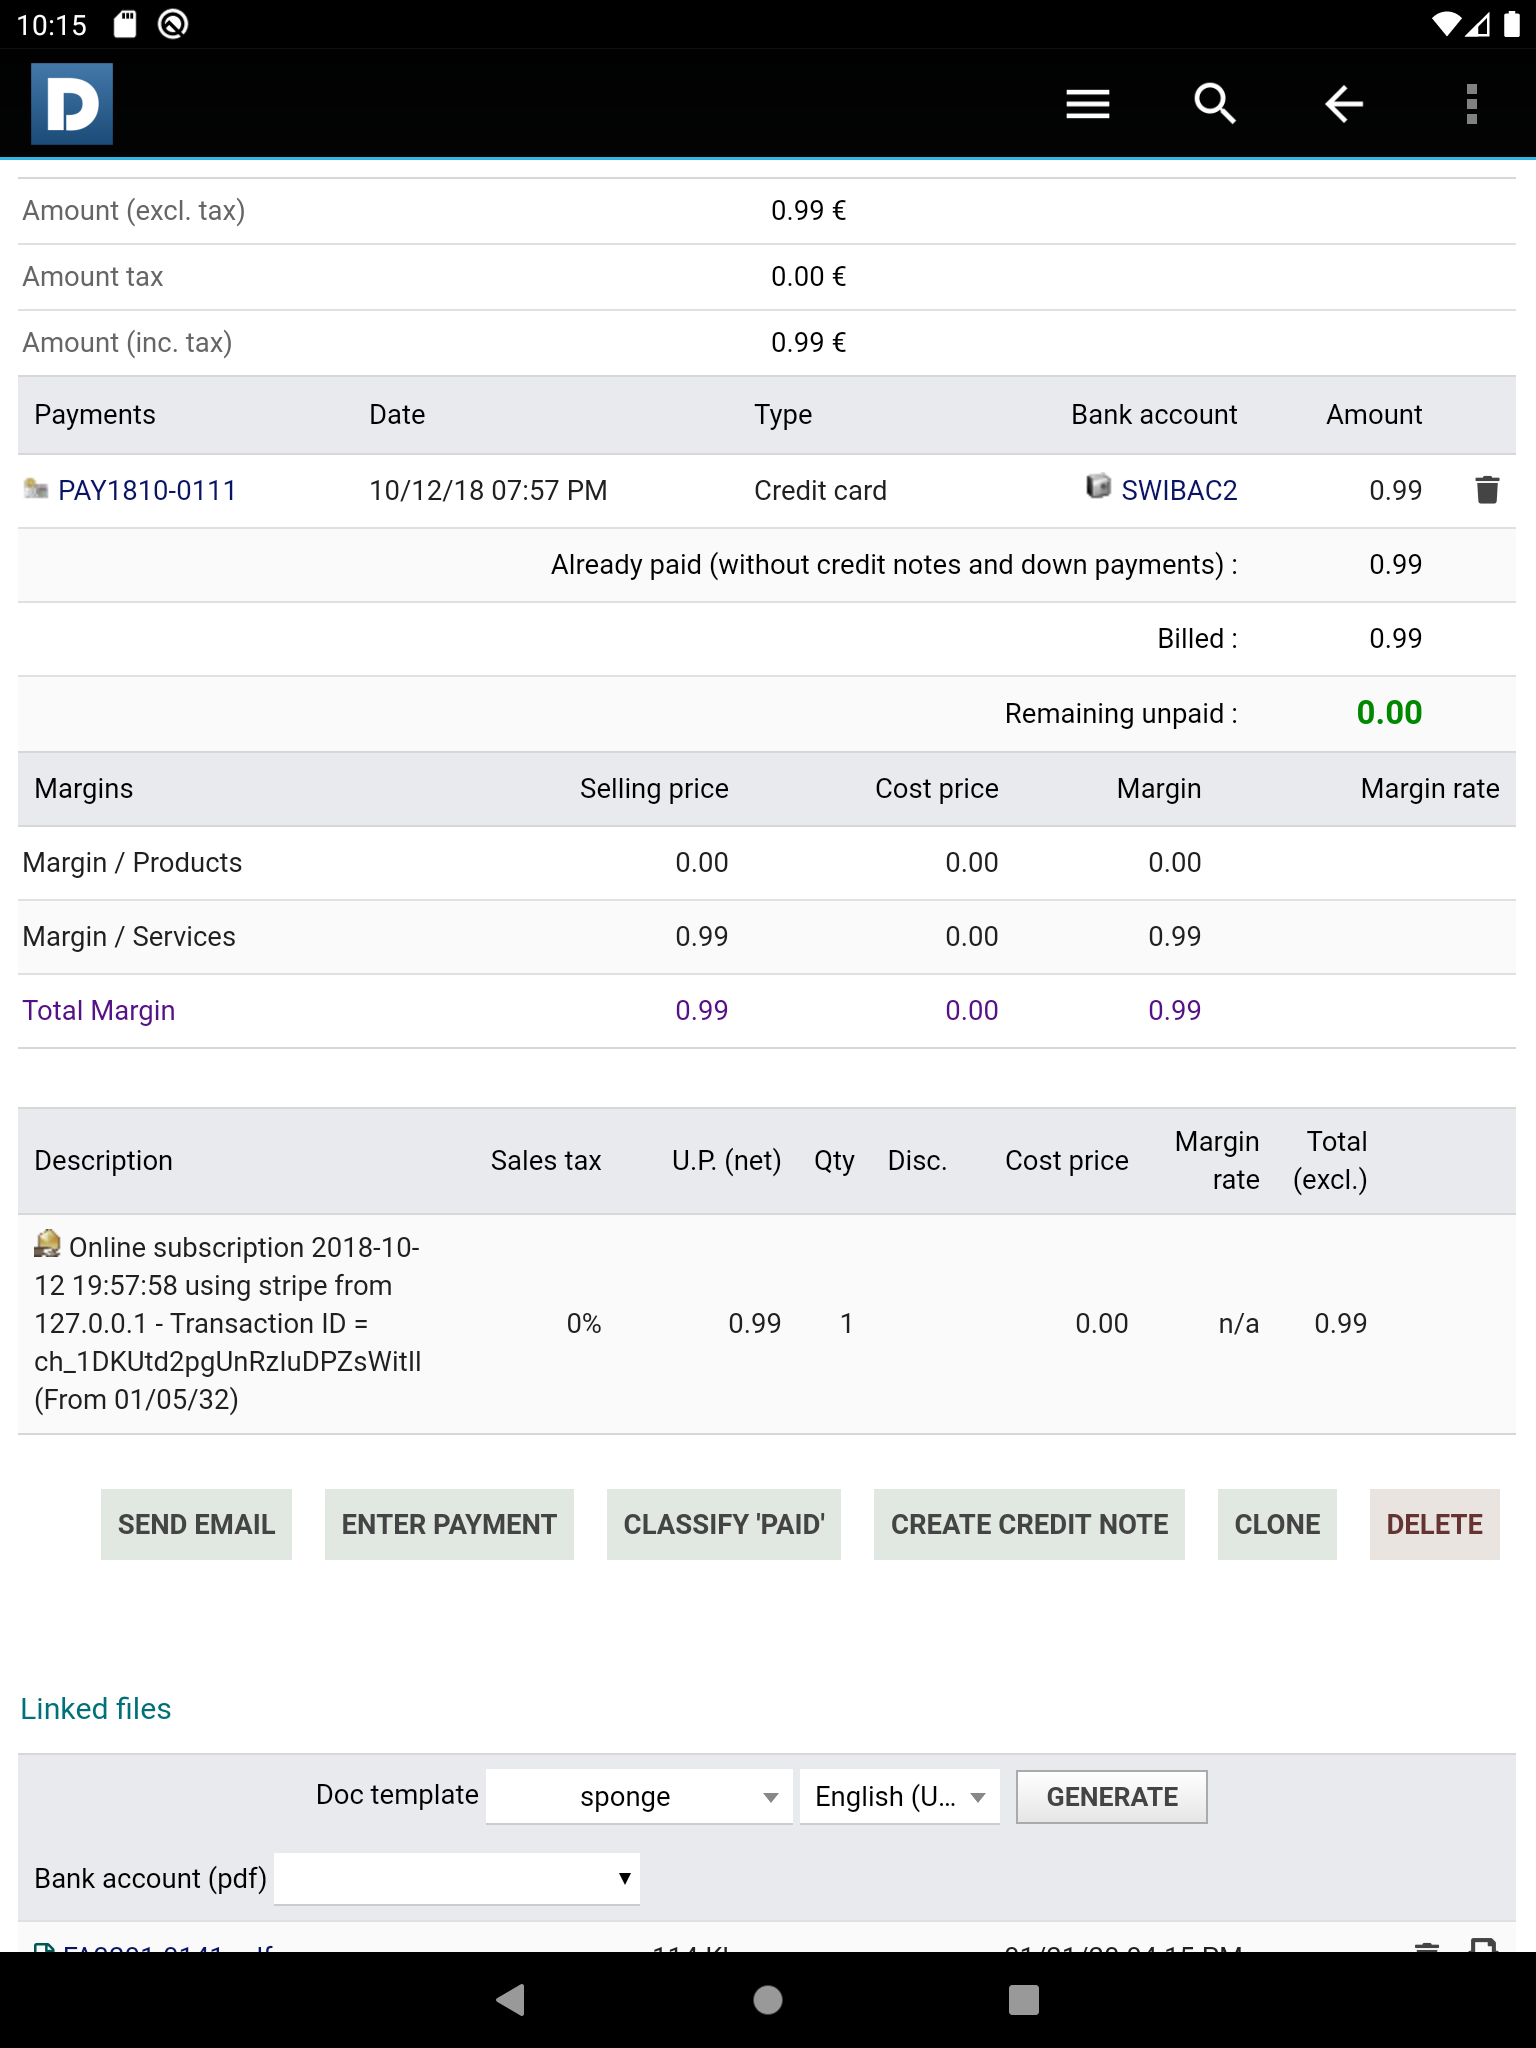 10:15
D
Amount (excl. tax) 0.99 €
Amount tax 0.00 €
Amount (inc. tax) 0.99 €
Payments Date Type Bank account Amount
PAY1810-0111 10/12/18 07:57 PM Credit card SWIBAC2 0.99
Already paid (without credit notes and down payments) : 0.99
Billed : 0.99
Remaining unpaid : 0.00
Margins Selling price Cost price Margin Margin rate
Margin / Products 0.00 0.00 0.00
Margin / Services 0.99 0.00 0.99
Total Margin 0.99 0.00 0.99
Description Sales tax U.P. (net) Qty Disc. Cost price Margin rate Total (excl.)
Online subscription 2018-10-
12 19:57:58 using stripe from
127.0.0.1 - Transaction ID = 0% 0.99 1 0.00 n/a 0.99
ch_1DKUtd2pgUnRzIuDPZsWitll
(From 01/05/32)
SEND EMAIL ENTER PAYMENT CLASSIFY 'PAID' CREATE CREDIT NOTE CLONE DELETE
Linked files
Doc template sponge English (U... GENERATE
Bank account (pdf)